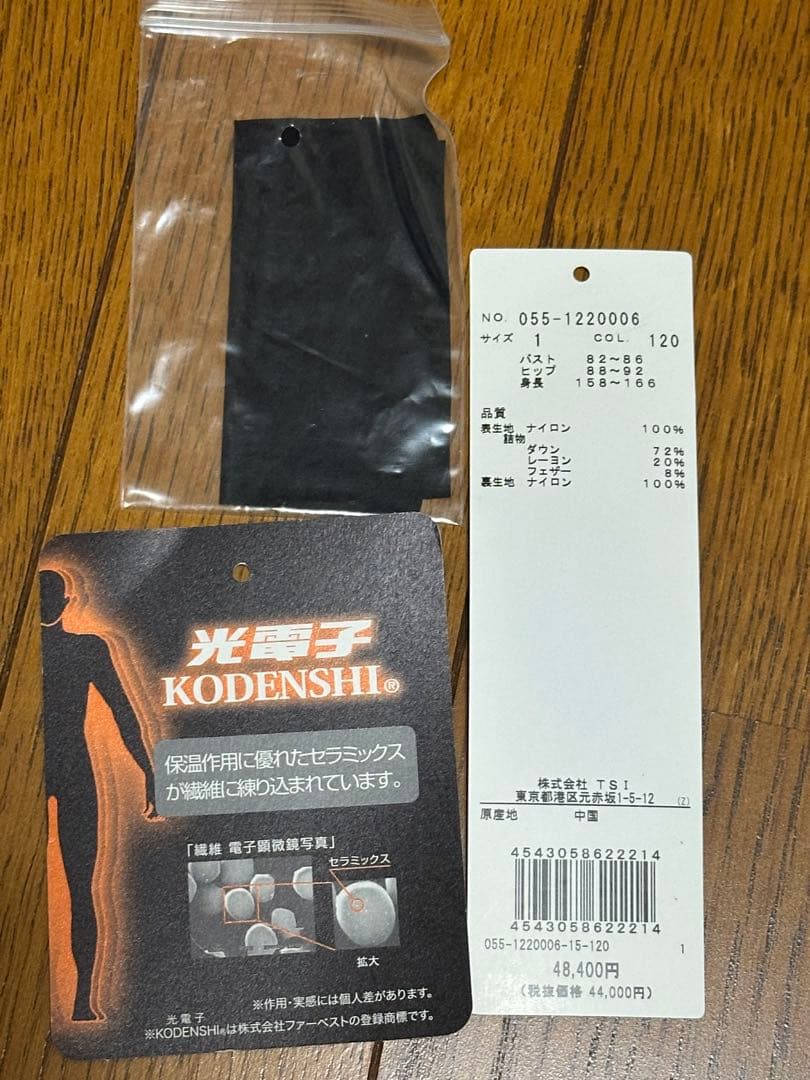 NO. 055-1220006
サイズ 1 COL. 120
バスト 82～86
ヒップ 88～92
身長 158～166
品質
表生地 ナイロン 100%
詰物
ダウン 72%
レーヨン 20%
フェザー 8%
裏生地 ナイロン 100%
株式会社 TSI
東京都港区元赤坂1-5-12 (Z)
原産地 中国
4543058622214
4543058622214
055-1220006-15-120 1
48,400円
(税抜価格 44,000円)
光電子
KODENSHI®
保温作用に優れたセラミックス
が繊維に練り込まれています。
「繊維 電子顕微鏡写真」
セラミックス
拡大
※作用・実感には個人差があります。
光電子
※KODENSHI®は株式会社ファーベストの登録商標です。